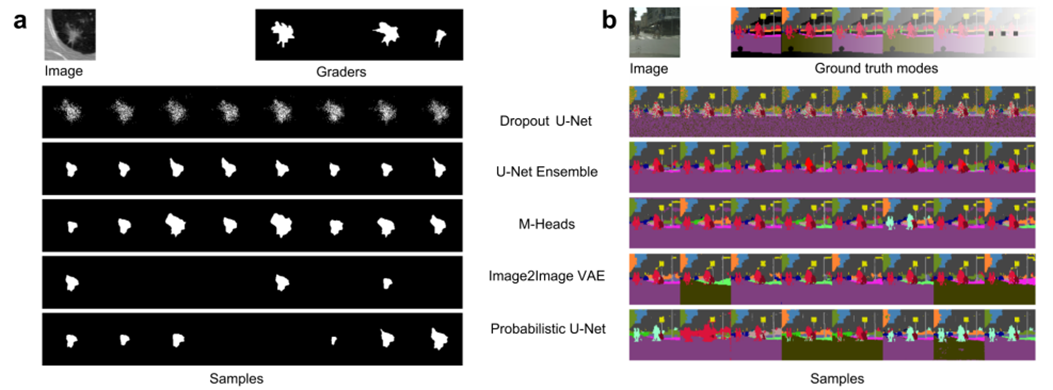 a
b
Image
Graders
Image
Ground truth modes
Dropout U-Net
U-Net Ensemble
M-Heads
Image2Image VAE
Probabilistic U-Net
Samples
Samples